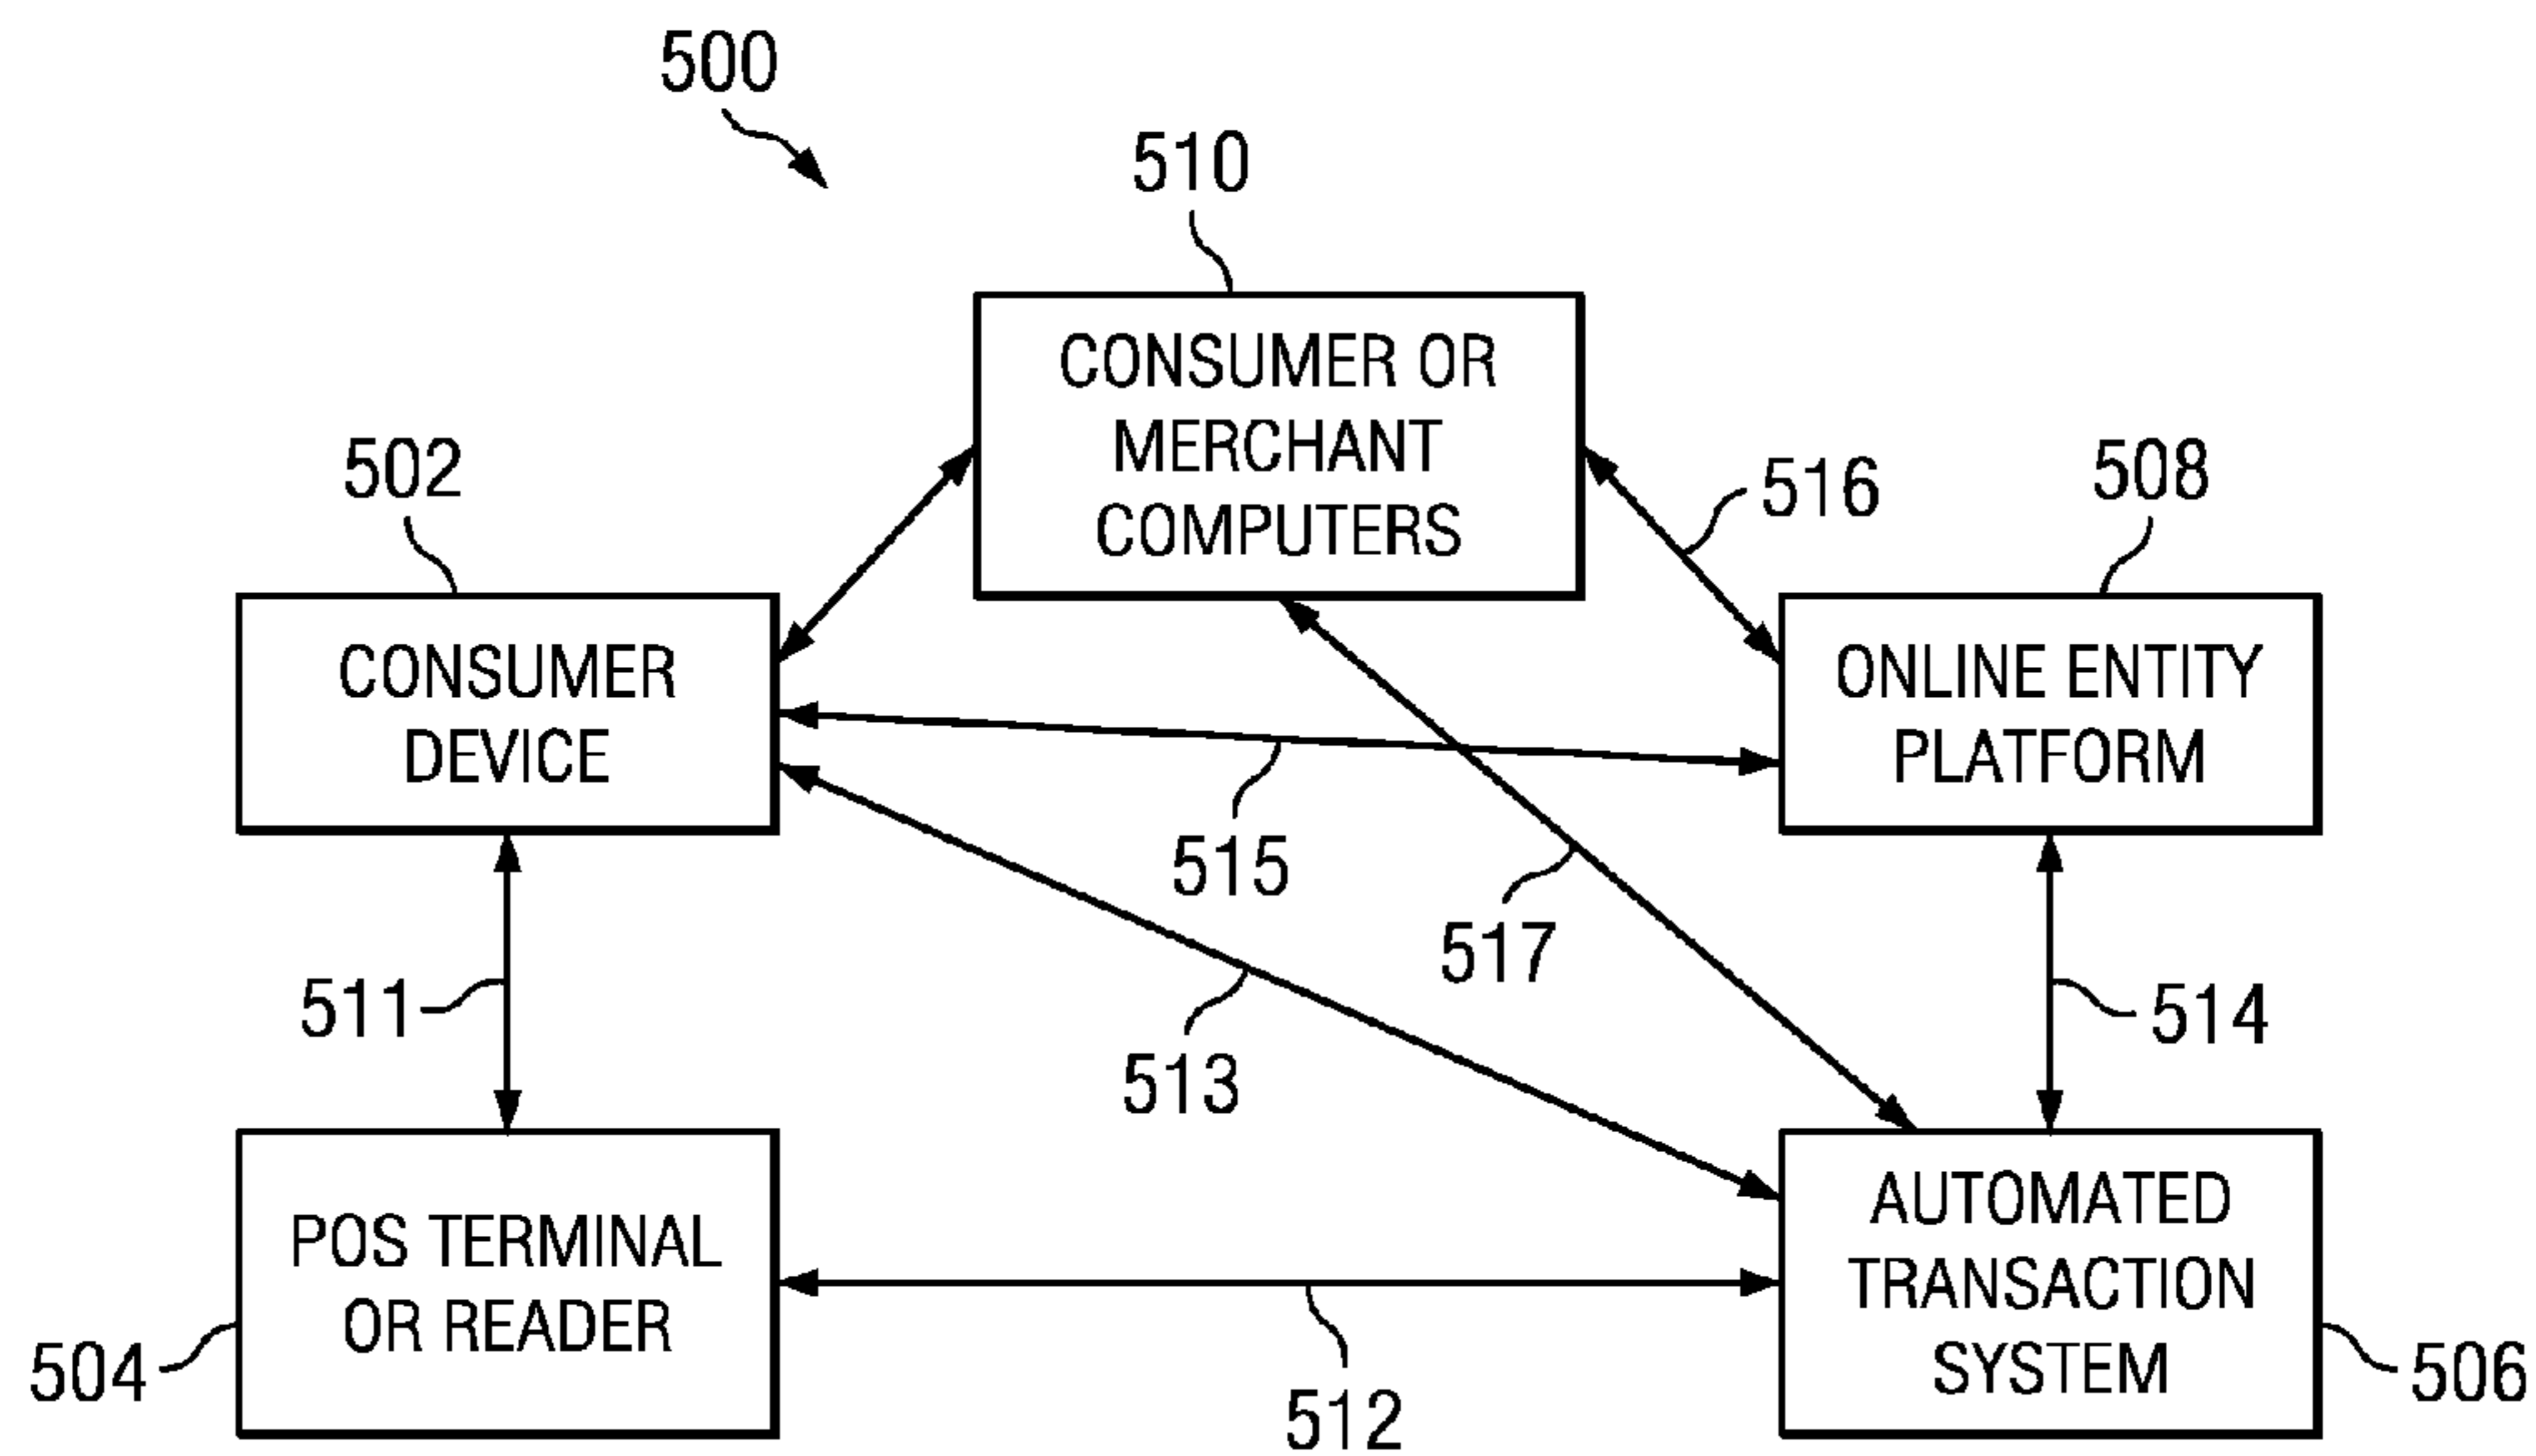 500
510
CONSUMER OR
MERCHANT
COMPUTERS
502
516
508
CONSUMER
DEVICE
ONLINE ENTITY
PLATFORM
515
517
511
513
514
POS TERMINAL
OR READER
AUTOMATED
TRANSACTION
SYSTEM
504
512
506